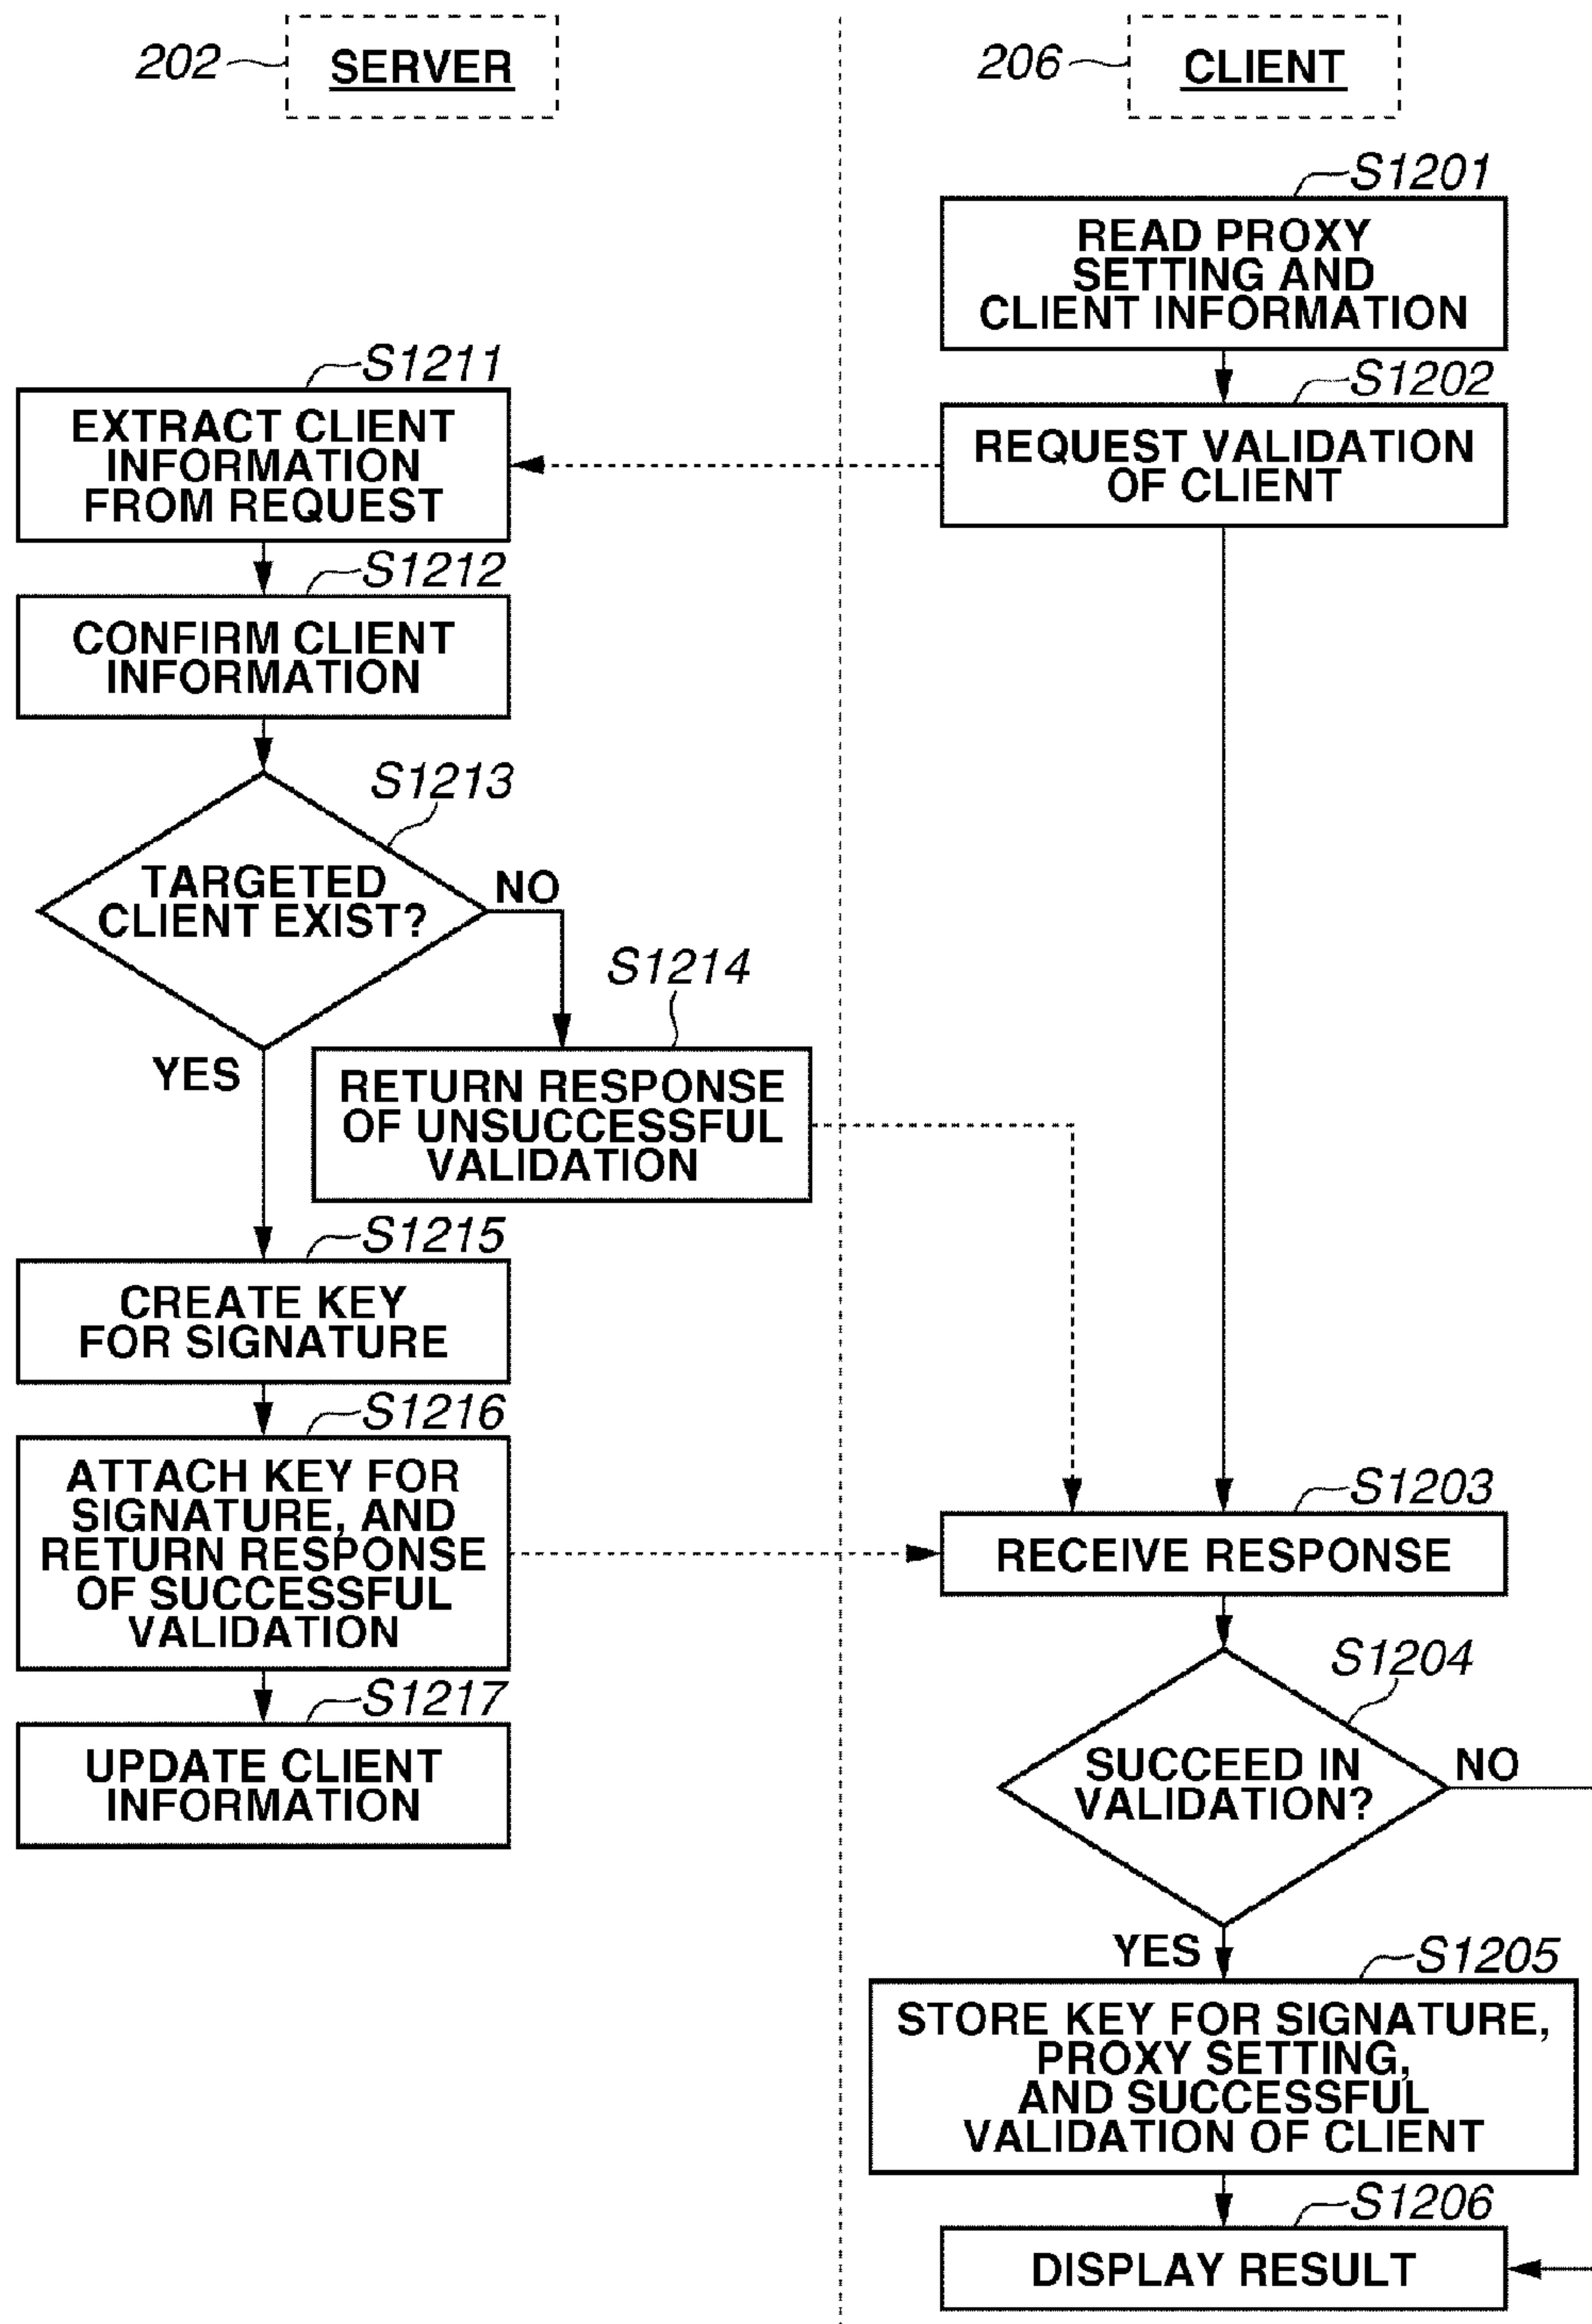 202
SERVER
206
CLIENT
S1201
READ PROXY
SETTING AND
CLIENT INFORMATION
S1211
EXTRACT CLIENT
INFORMATION
FROM REQUEST
S1202
REQUEST VALIDATION
OF CLIENT
S1212
CONFIRM CLIENT
INFORMATION
S1213
TARGETED
CLIENT EXIST?
NO
S1214
RETURN RESPONSE
OF UNSUCCESSFUL
VALIDATION
YES
S1215
CREATE KEY
FOR SIGNATURE
S1216
ATTACH KEY FOR
SIGNATURE, AND
RETURN RESPONSE
OF SUCCESSFUL
VALIDATION
S1203
RECEIVE RESPONSE
S1217
UPDATE CLIENT
INFORMATION
S1204
SUCCEED IN
VALIDATION?
NO
YES
S1205
STORE KEY FOR SIGNATURE,
PROXY SETTING,
AND SUCCESSFUL
VALIDATION OF CLIENT
S1206
DISPLAY RESULT